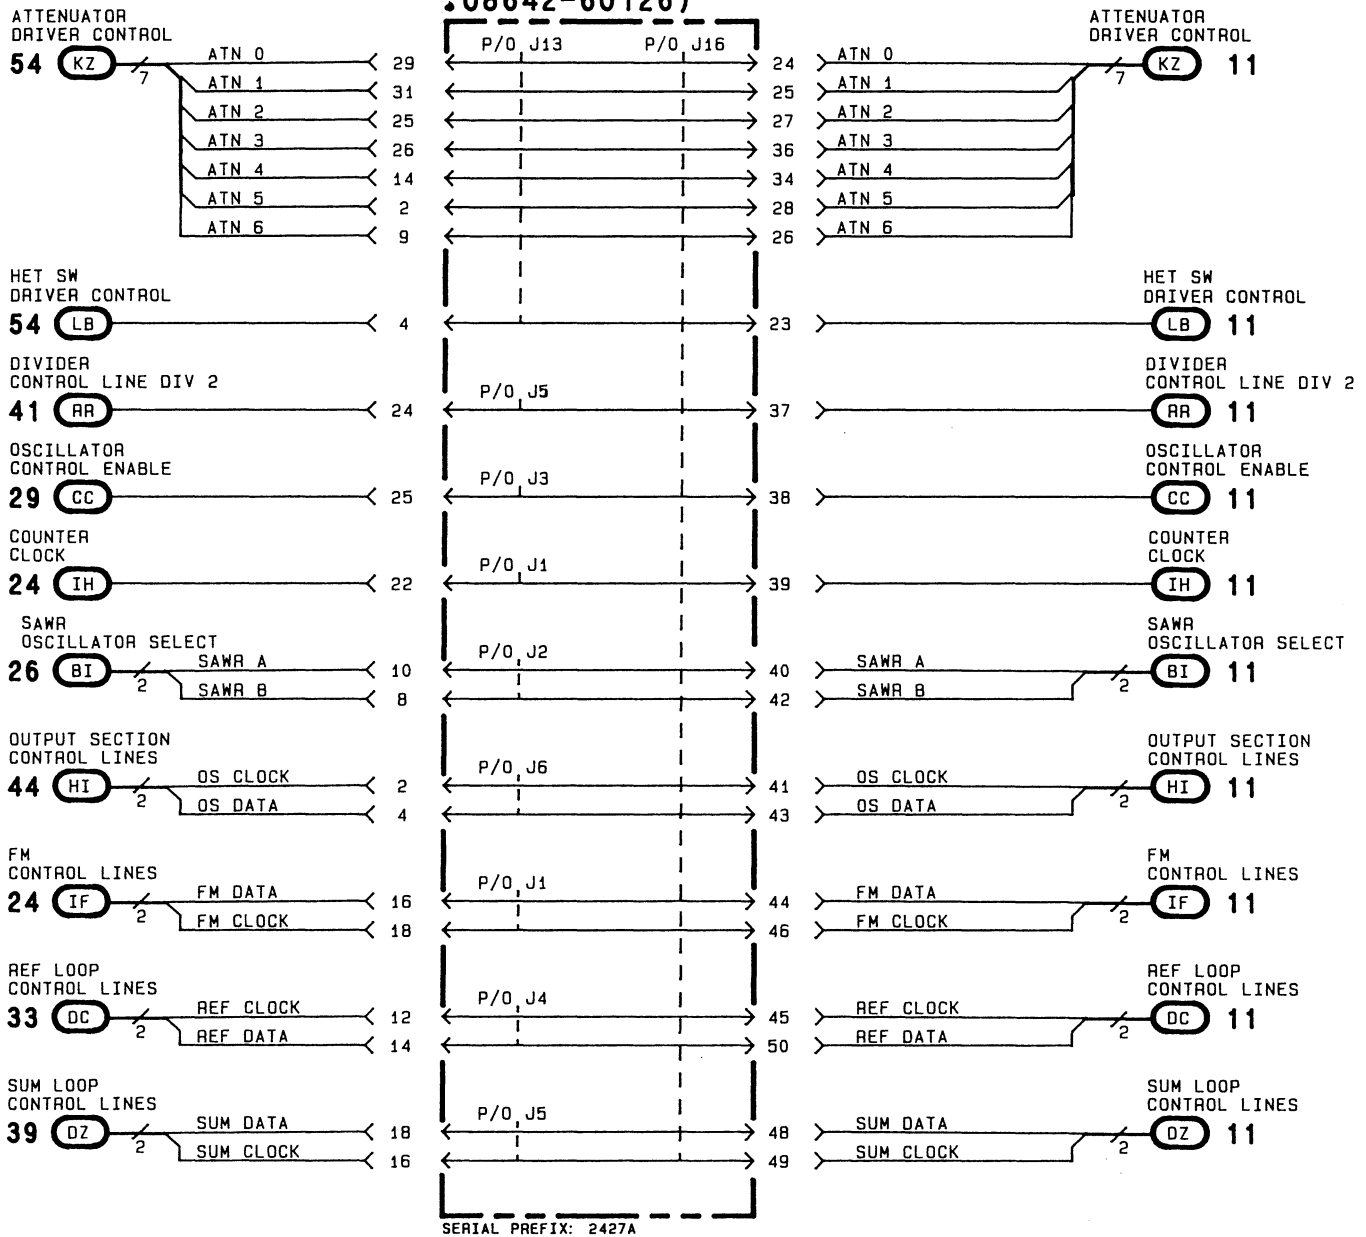 :08642-60126)
ATTENUATOR
DRIVER CONTROL
54 KZ 7
ATN 0 29
ATN 1 31
ATN 2 25
ATN 3 26
ATN 4 14
ATN 5 2
ATN 6 9
P/O J13 P/O J16
24 ATN 0
25 ATN 1
27 ATN 2
36 ATN 3
34 ATN 4
28 ATN 5
26 ATN 6
ATTENUATOR
DRIVER CONTROL
7 KZ 11
HET SW
DRIVER CONTROL
54 LB 4
23
HET SW
DRIVER CONTROL
LB 11
DIVIDER
CONTROL LINE DIV 2
41 AA 24
P/O J5
37
DIVIDER
CONTROL LINE DIV 2
AA 11
OSCILLATOR
CONTROL ENABLE
29 CC 25
P/O J3
38
OSCILLATOR
CONTROL ENABLE
CC 11
COUNTER
CLOCK
24 IH 22
P/O J1
39
COUNTER
CLOCK
IH 11
SAWR
OSCILLATOR SELECT
26 BI 2
SAWR A 10
SAWR B 8
P/O J2
40 SAWR A
42 SAWR B
SAWR
OSCILLATOR SELECT
2 BI 11
OUTPUT SECTION
CONTROL LINES
44 HI 2
OS CLOCK 2
OS DATA 4
P/O J6
41 OS CLOCK
43 OS DATA
OUTPUT SECTION
CONTROL LINES
2 HI 11
FM
CONTROL LINES
24 IF 2
FM DATA 16
FM CLOCK 18
P/O J1
44 FM DATA
46 FM CLOCK
FM
CONTROL LINES
2 IF 11
REF LOOP
CONTROL LINES
33 DC 2
REF CLOCK 12
REF DATA 14
P/O J4
45 REF CLOCK
50 REF DATA
REF LOOP
CONTROL LINES
2 DC 11
SUM LOOP
CONTROL LINES
39 DZ 2
SUM DATA 18
SUM CLOCK 16
P/O J5
48 SUM DATA
49 SUM CLOCK
SUM LOOP
CONTROL LINES
2 DZ 11
SERIAL PREFIX: 2427A